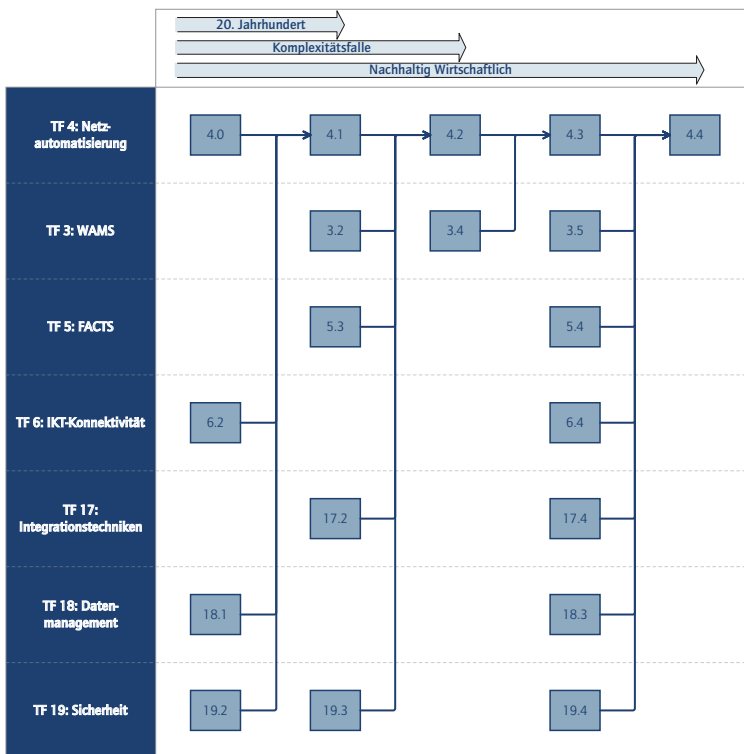 20. Jahrhundert
Komplexitätsfalle
Nachhaltig Wirtschaftlich
TF 4: Netz-
automatisierung
4.0
4.1
4.2
4.3
4.4
TF 3: WAMS
3.2
3.4
3.5
TF 5: FACTS
5.3
5.4
TF 6: IKT-Konnektivität
6.2
6.4
TF 17:
Integrationstechniken
17.2
17.4
TF 18: Daten-
management
18.1
18.3
TF 19: Sicherheit
19.2
19.3
19.4